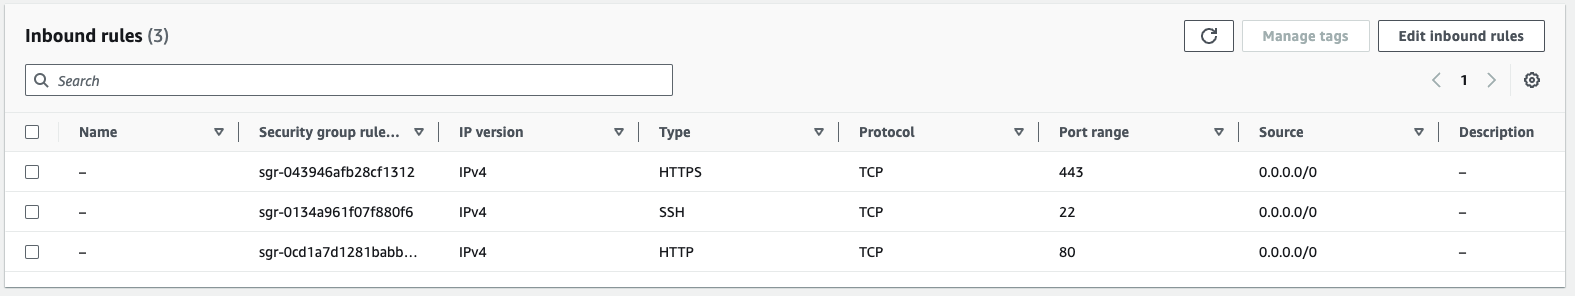 Inbound rules (3)
Manage tags
Edit inbound rules
Search
1
Name Security group rule... IP version Type Protocol Port range Source Description
– sgr-043946afb28cf1312 IPv4 HTTPS TCP 443 0.0.0.0/0 –
– sgr-0134a961f07f880f6 IPv4 SSH TCP 22 0.0.0.0/0 –
– sgr-0cd1a7d1281babb... IPv4 HTTP TCP 80 0.0.0.0/0 –